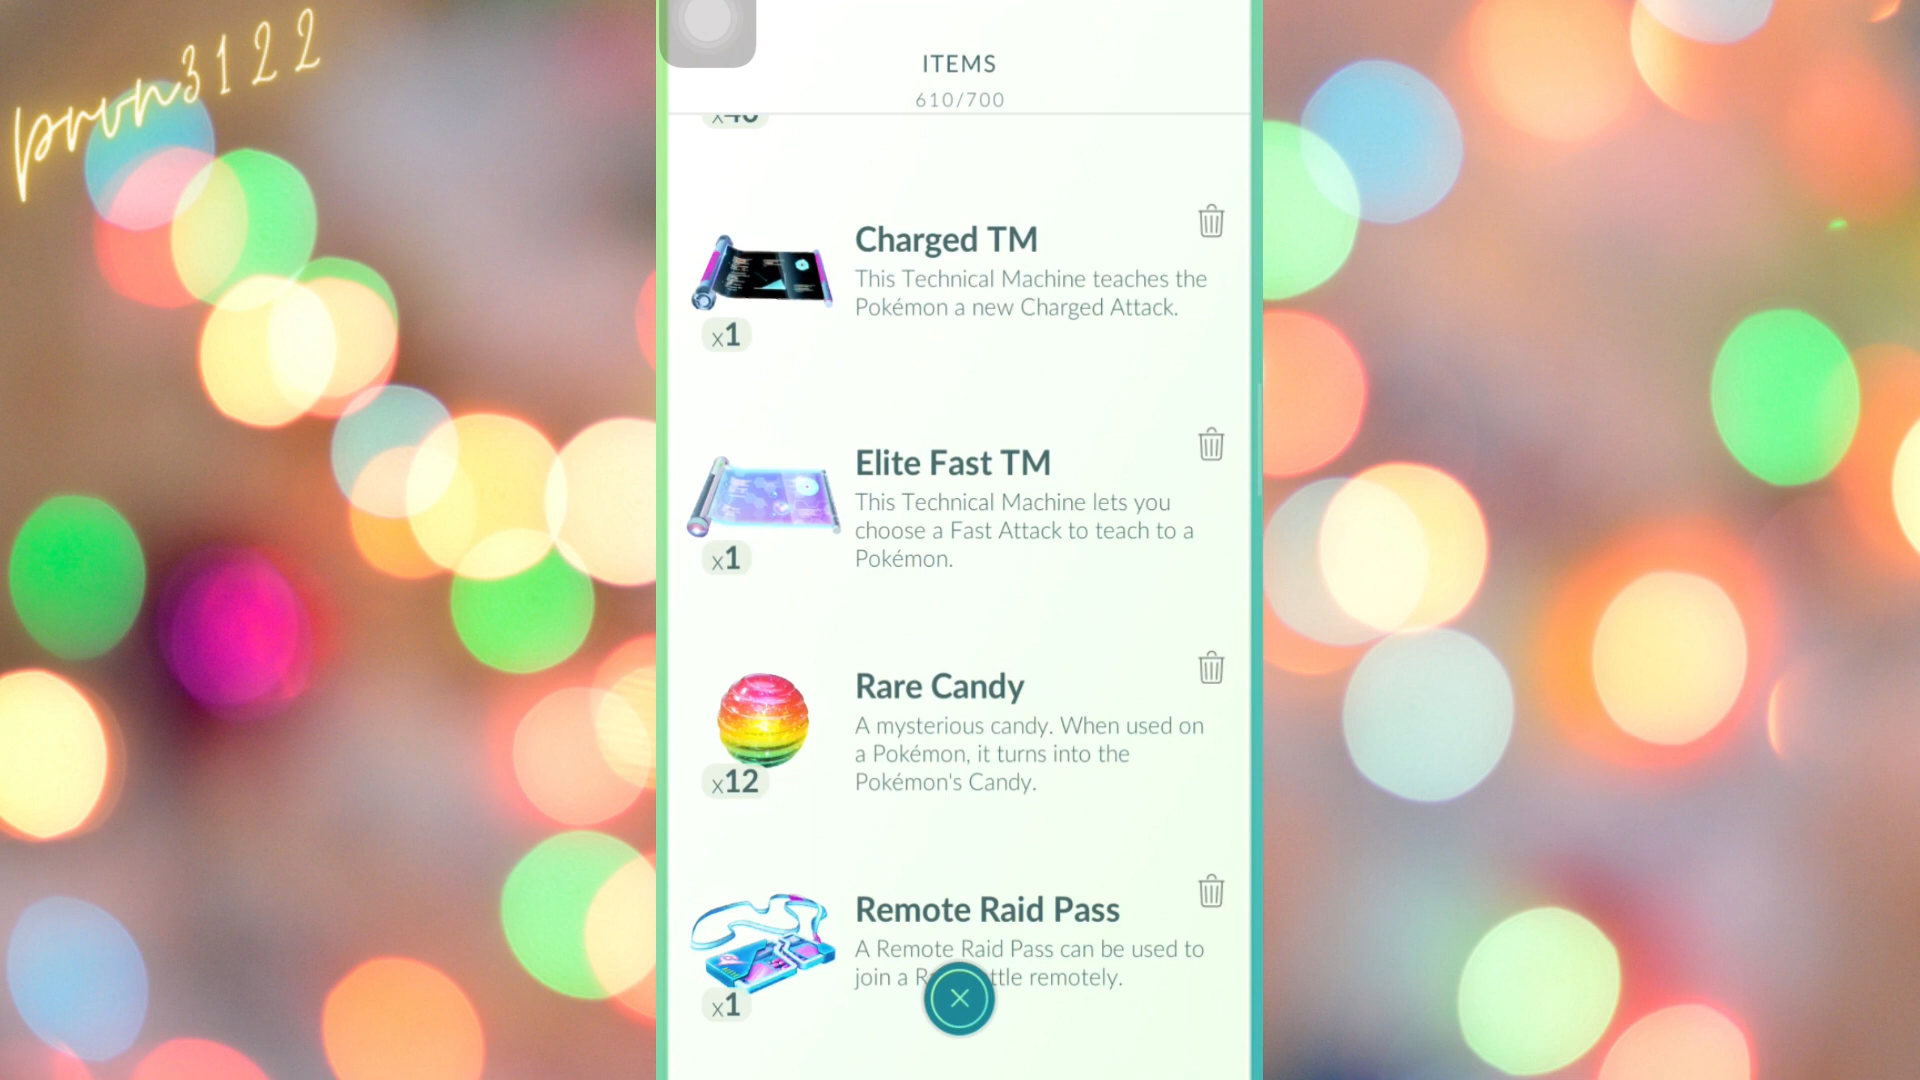 prvn3122
ITEMS
610/700
Charged TM
This Technical Machine teaches the
Pokémon a new Charged Attack.
x1
Elite Fast TM
This Technical Machine lets you
choose a Fast Attack to teach to a
Pokémon.
x1
Rare Candy
A mysterious candy. When used on
a Pokémon, it turns into the
Pokémon's Candy.
x12
Remote Raid Pass
A Remote Raid Pass can be used to
join a remotely.
x1